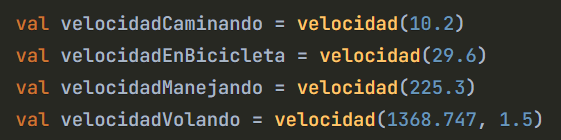 val velocidadCaminando = velocidad(10.2)
val velocidadEnBicicleta = velocidad(29.6)
val velocidadManejando = velocidad(225.3)
val velocidadVolando = velocidad(1368.747, 1.5)